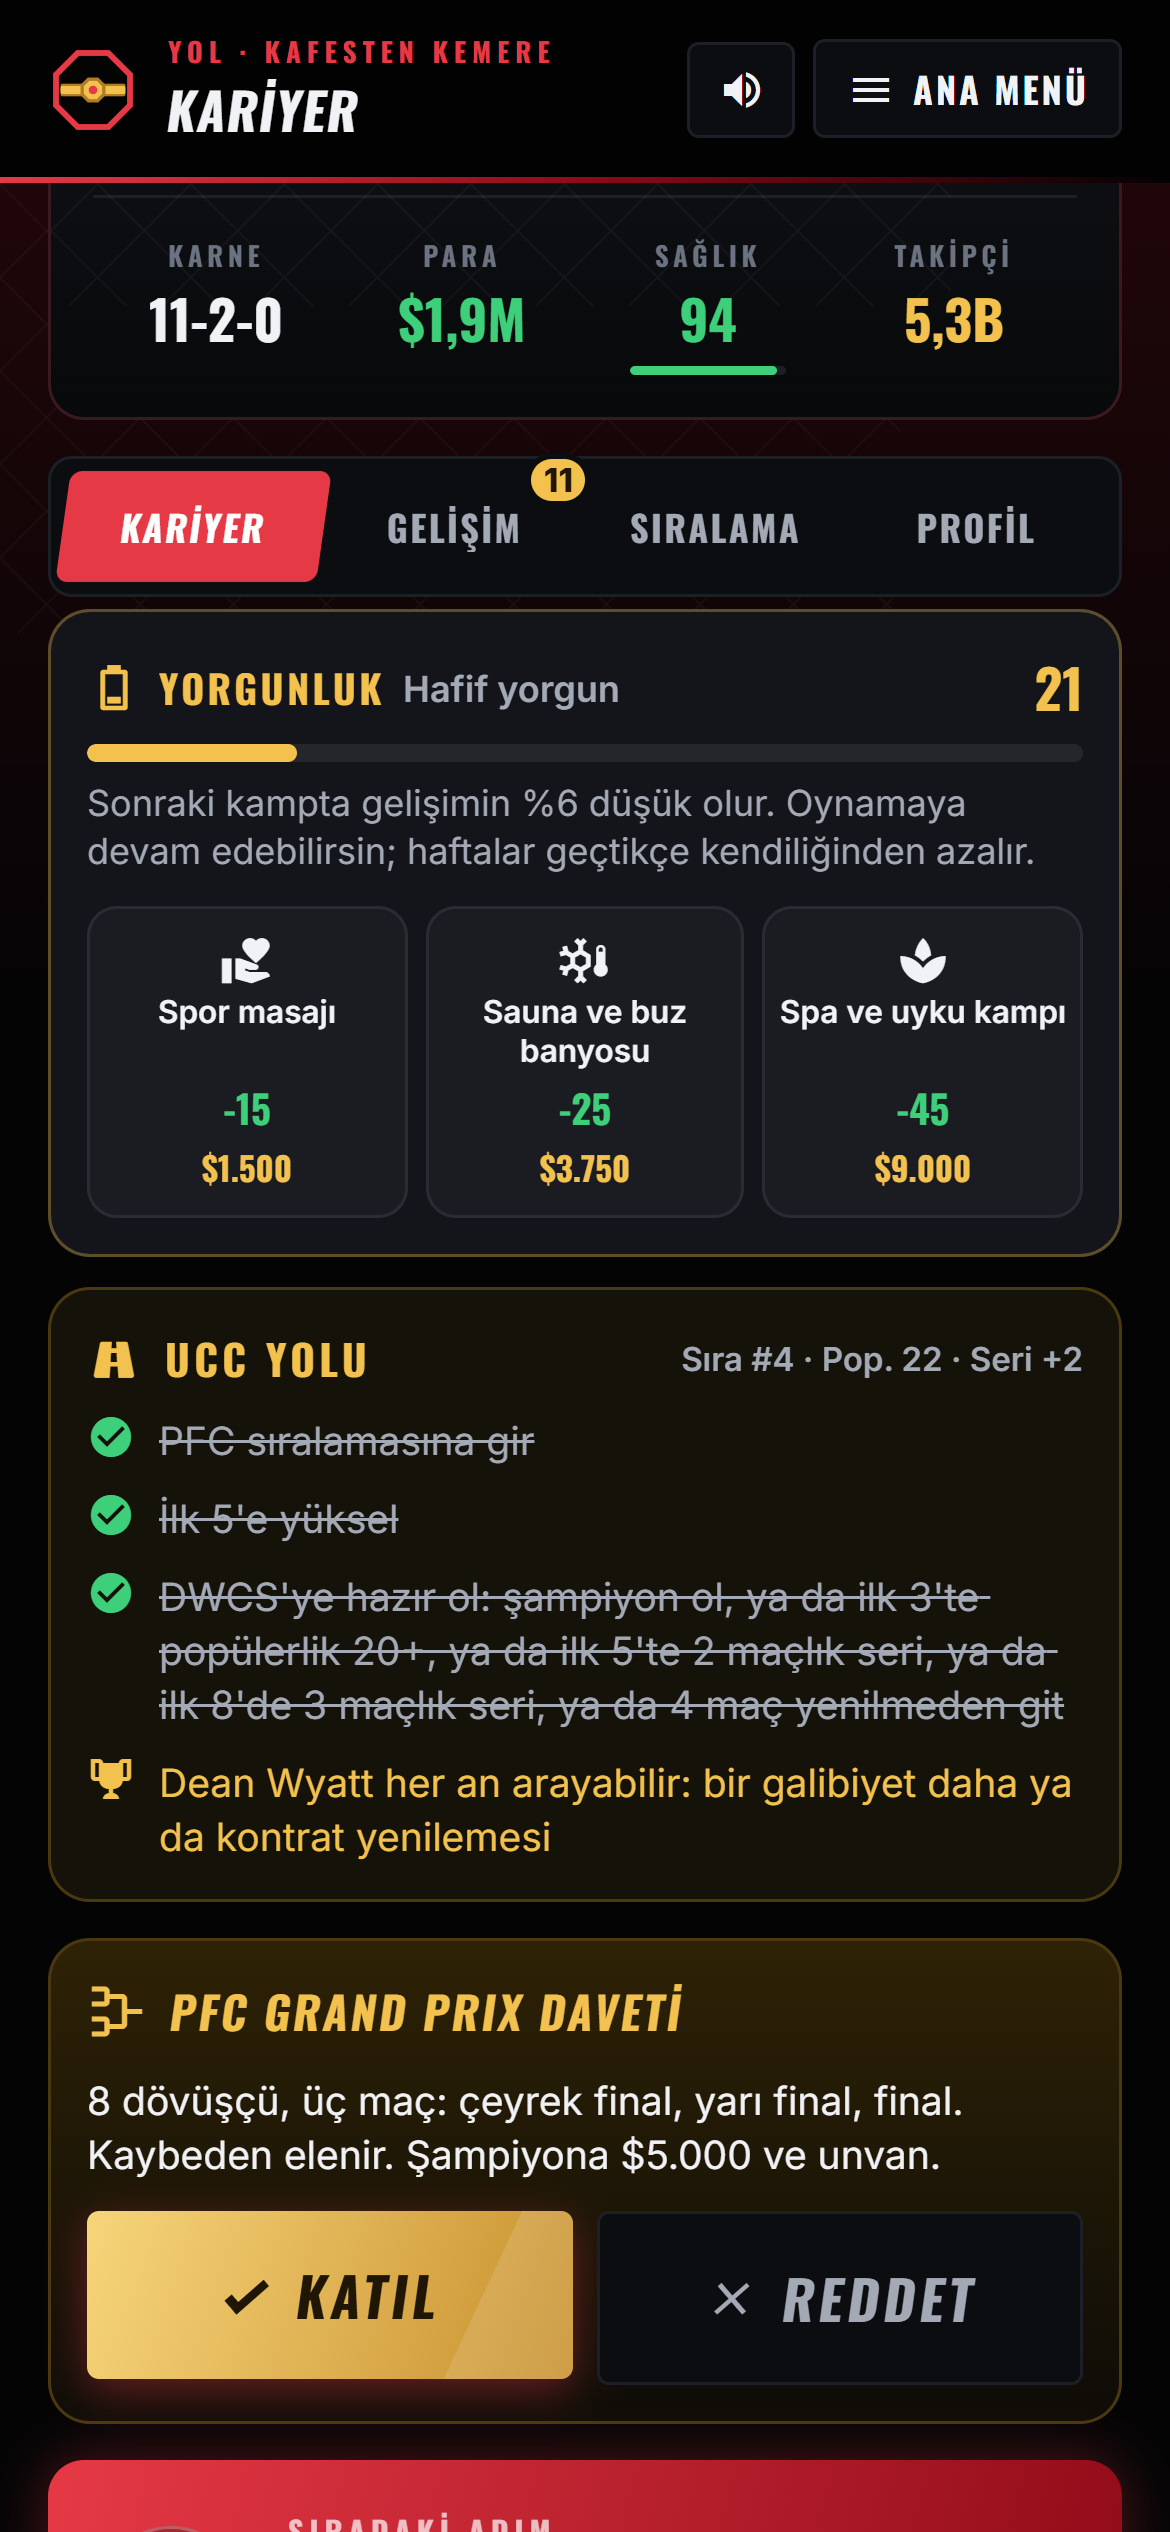 YOL · KAFESTEN KEMERE
KARİYER
ANA MENÜ
KARNE
11-2-0
PARA
$1,9M
SAĞLIK
94
TAKİPÇİ
5,3B
KARİYER
GELİŞİM
11
SIRALAMA
PROFİL
YORGUNLUK Hafif yorgun
21
Sonraki kampta gelişimin %6 düşük olur. Oynamaya
devam edebilirsin; haftalar geçtikçe kendiliğinden azalır.
Spor masajı
-15
$1.500
Sauna ve buz
banyosu
-25
$3.750
Spa ve uyku kampı
-45
$9.000
UCC YOLU
Sıra #4 · Pop. 22 · Seri +2
PFC sıralamasına gir
İlk 5'e yüksel
DWCS'ye hazır ol: şampiyon ol, ya da ilk 3'te
popülerlik 20+, ya da ilk 5'te 2 maçlık seri, ya da
ilk 8'de 3 maçlık seri, ya da 4 maç yenilmeden git
Dean Wyatt her an arayabilir: bir galibiyet daha ya
da kontrat yenilemesi
PFC GRAND PRIX DAVETİ
8 dövüşçü, üç maç: çeyrek final, yarı final, final.
Kaybeden elenir. Şampiyona $5.000 ve unvan.
KATIL
REDDET
SIRADAKİ ADIM